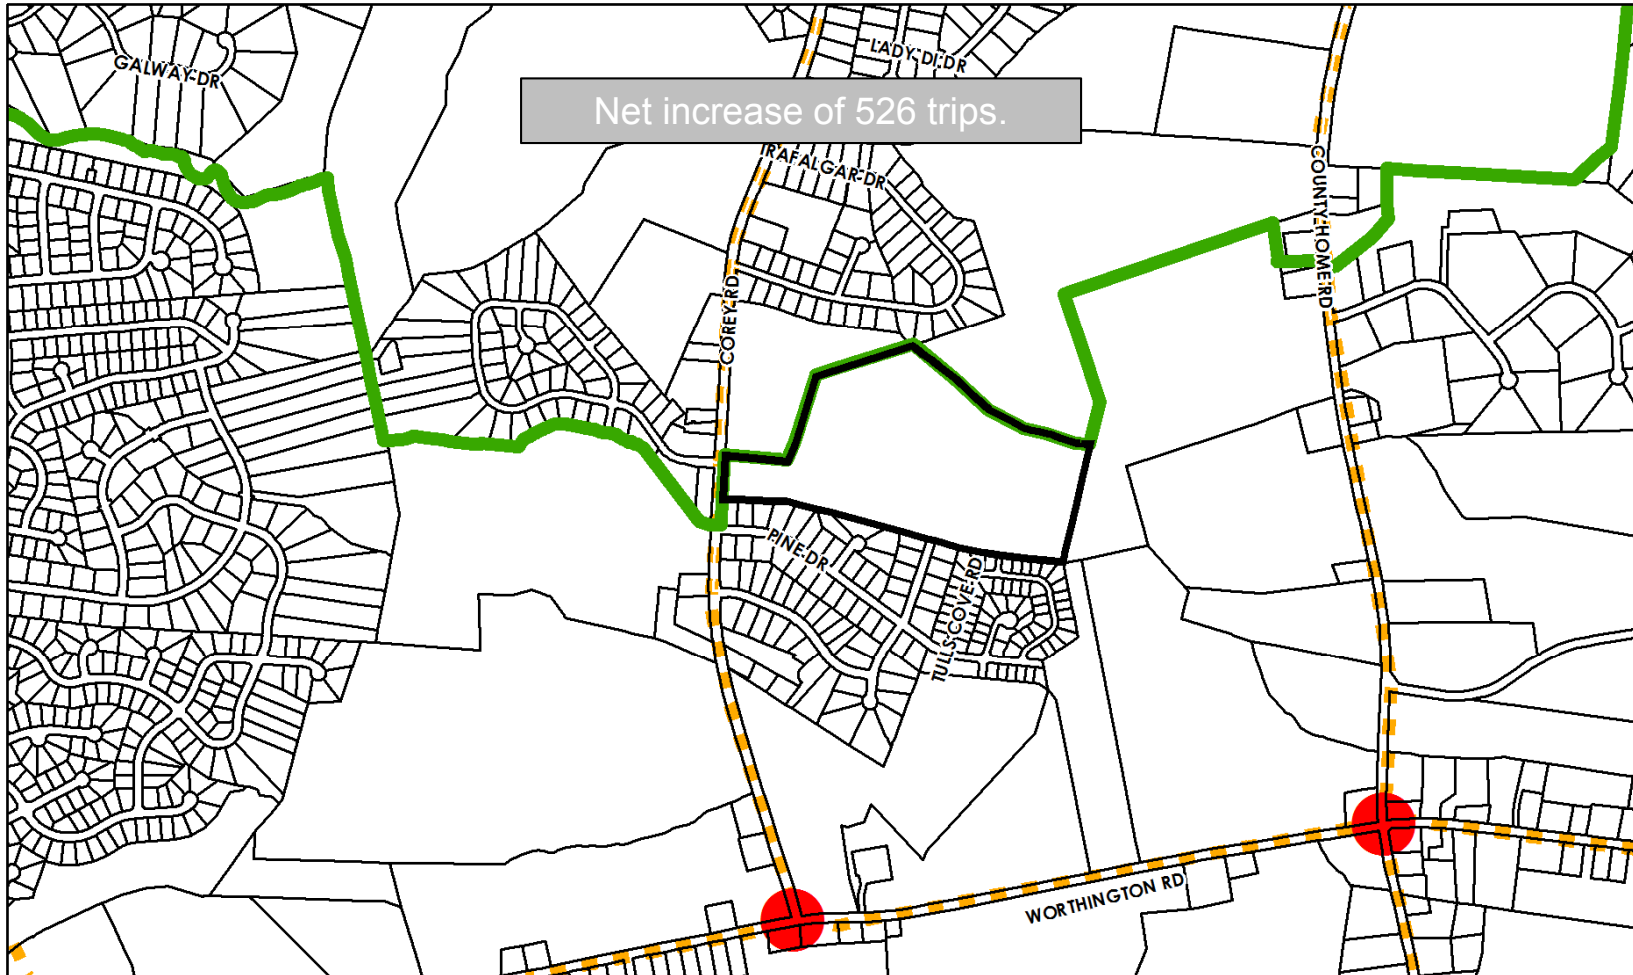 GALWAY DR
LADY DI DR
Net increase of 526 trips.
TRAFALGAR DR
COUNTY HOME RD
COREY RD
PINE DR
TULLS COVE RD
WORTHINGTON RD